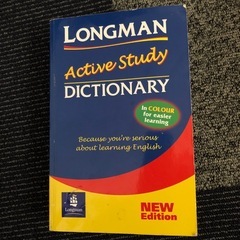 LONGMAN
Active Study
DICTIONARY
In COLOUR
for easier
learning
Because you're serious
about learning English
Longman
NEW
Edition